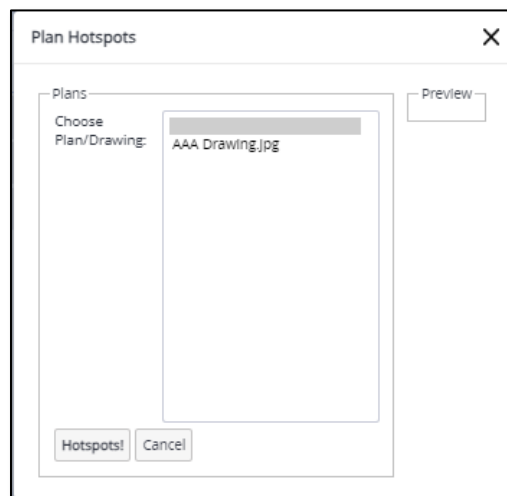 Plan Hotspots
Plans
Preview
Choose
Plan/Drawing:
AAA Drawing.jpg
Hotspots!
Cancel